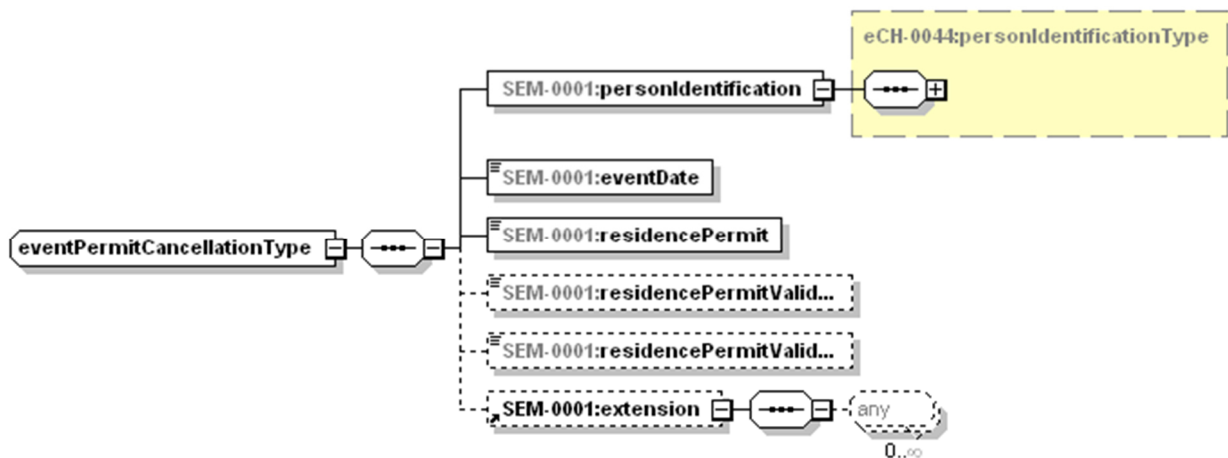 eCH-0044:personIdentificationType
SEM-0001:personIdentification
SEM-0001:eventDate
eventPermitCancellationType
SEM-0001:residencePermit
SEM-0001:residencePermitValid...
SEM-0001:residencePermitValid...
SEM-0001:extension
any
0..∞